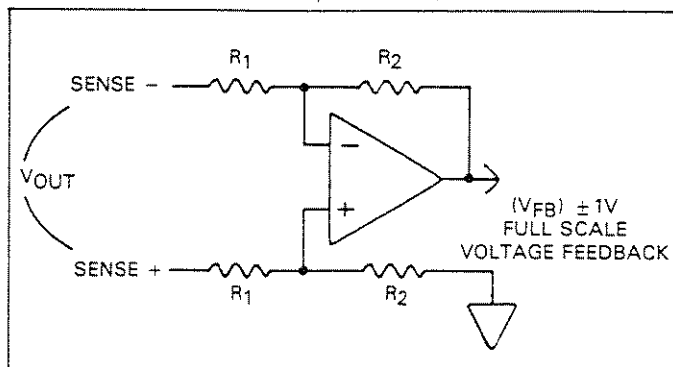 R1
R2
SENSE −
VOUT
−
+
(VFB) ±1V
FULL SCALE
VOLTAGE FEEDBACK
SENSE +
R1
R2